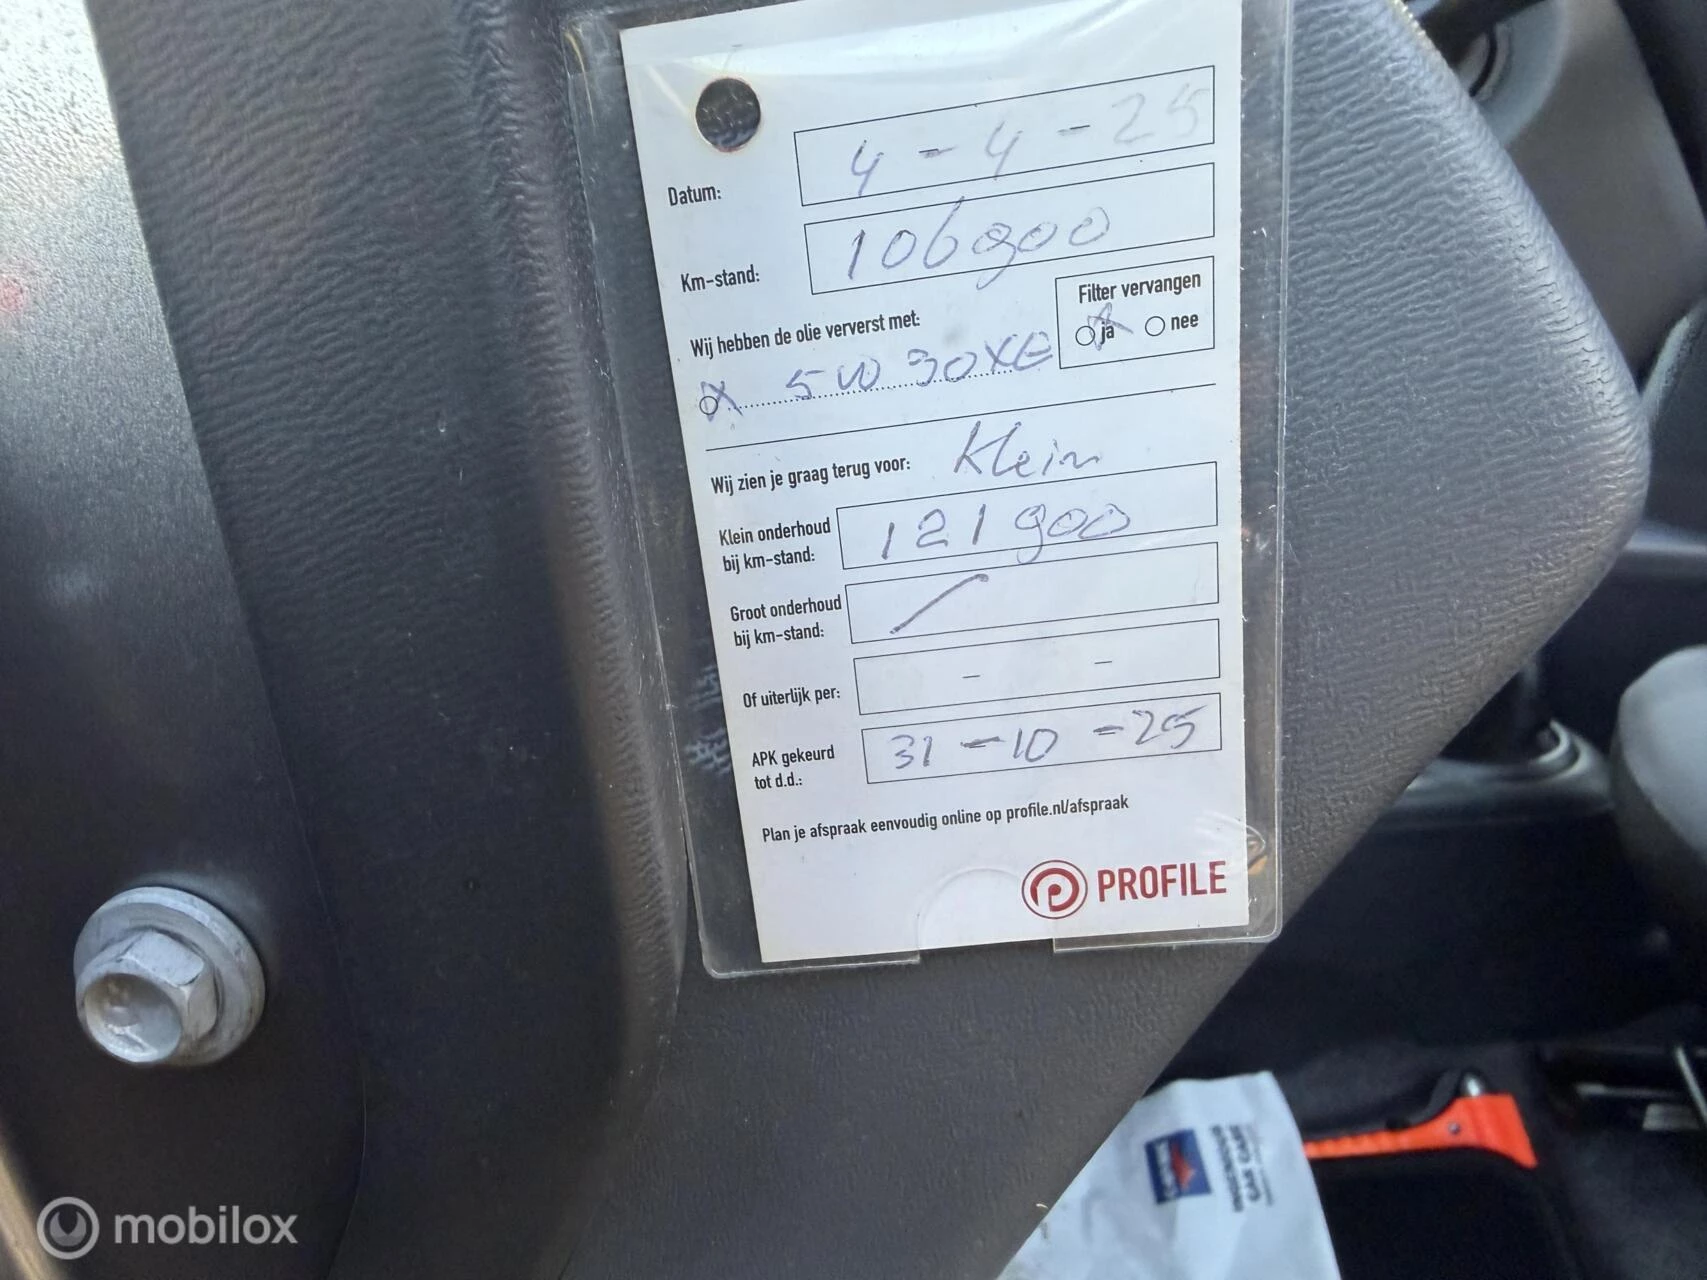 Datum: 4 - 4 - 25
Km-stand: 106900
Wij hebben de olie ververst met:
X 5W30XE
Filter vervangen
X ja nee
Wij zien je graag terug voor: Klein
Klein onderhoud
bij km-stand: 121900
Groot onderhoud
bij km-stand: /
Of uiterlijk per: - -
APK gekeurd
tot d.d.: 31 - 10 - 25
Plan je afspraak eenvoudig online op profile.nl/afspraak
PROFILE
CAR CARE
mobilox